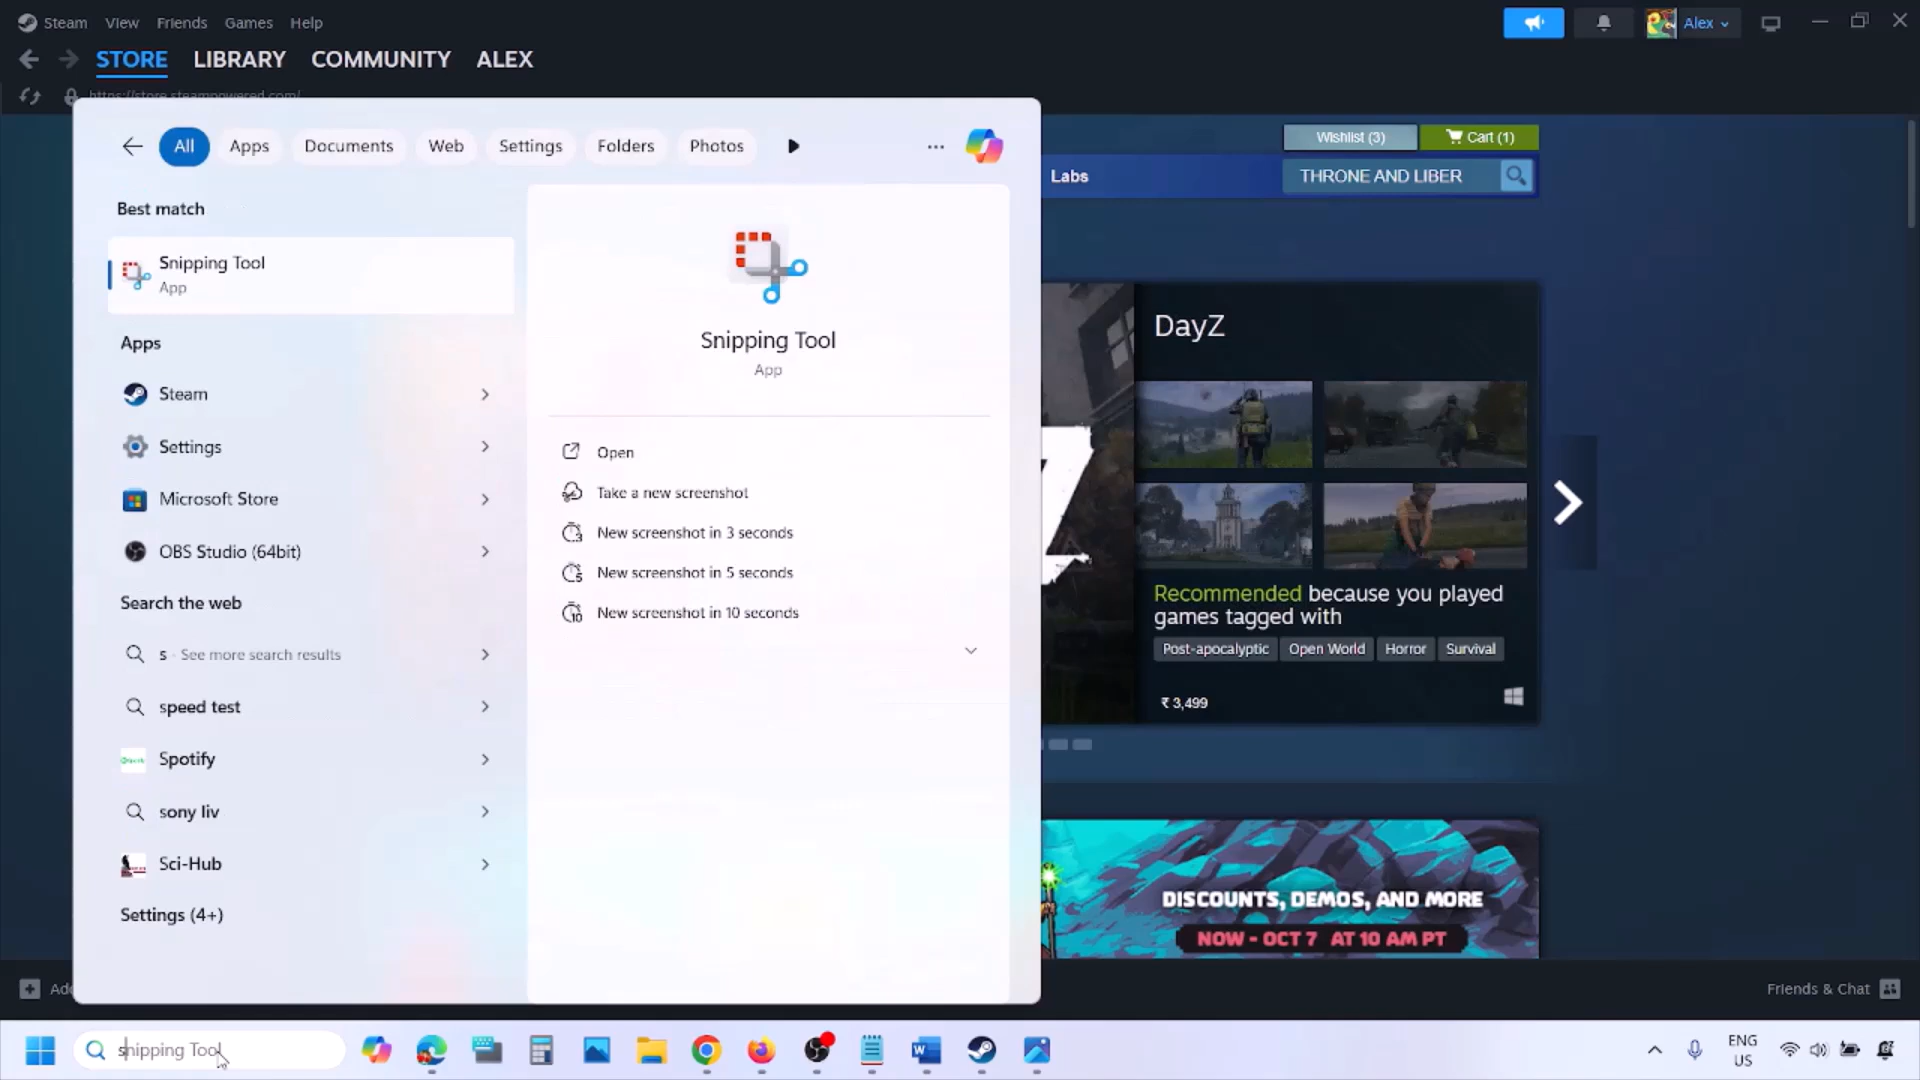 Steam View Friends Games Help
Alex
STORE LIBRARY COMMUNITY ALEX
https://store.steampowered.com/
All Apps Documents Web Settings Folders Photos
Wishlist (3) Cart (1)
Labs THRONE AND LIBER
Best match
Snipping Tool
App
Apps
Steam
Settings
Microsoft Store
OBS Studio (64bit)
Search the web
s - See more search results
speed test
Spotify
sony liv
Sci-Hub
Settings (4+)
Snipping Tool
App
Open
Take a new screenshot
New screenshot in 3 seconds
New screenshot in 5 seconds
New screenshot in 10 seconds
DayZ
Recommended because you played
games tagged with
Post-apocalyptic Open World Horror Survival
₹ 3,499
DISCOUNTS, DEMOS, AND MORE
NOW - OCT 7 AT 10 AM PT
Friends & Chat
snipping Tool
ENG
US